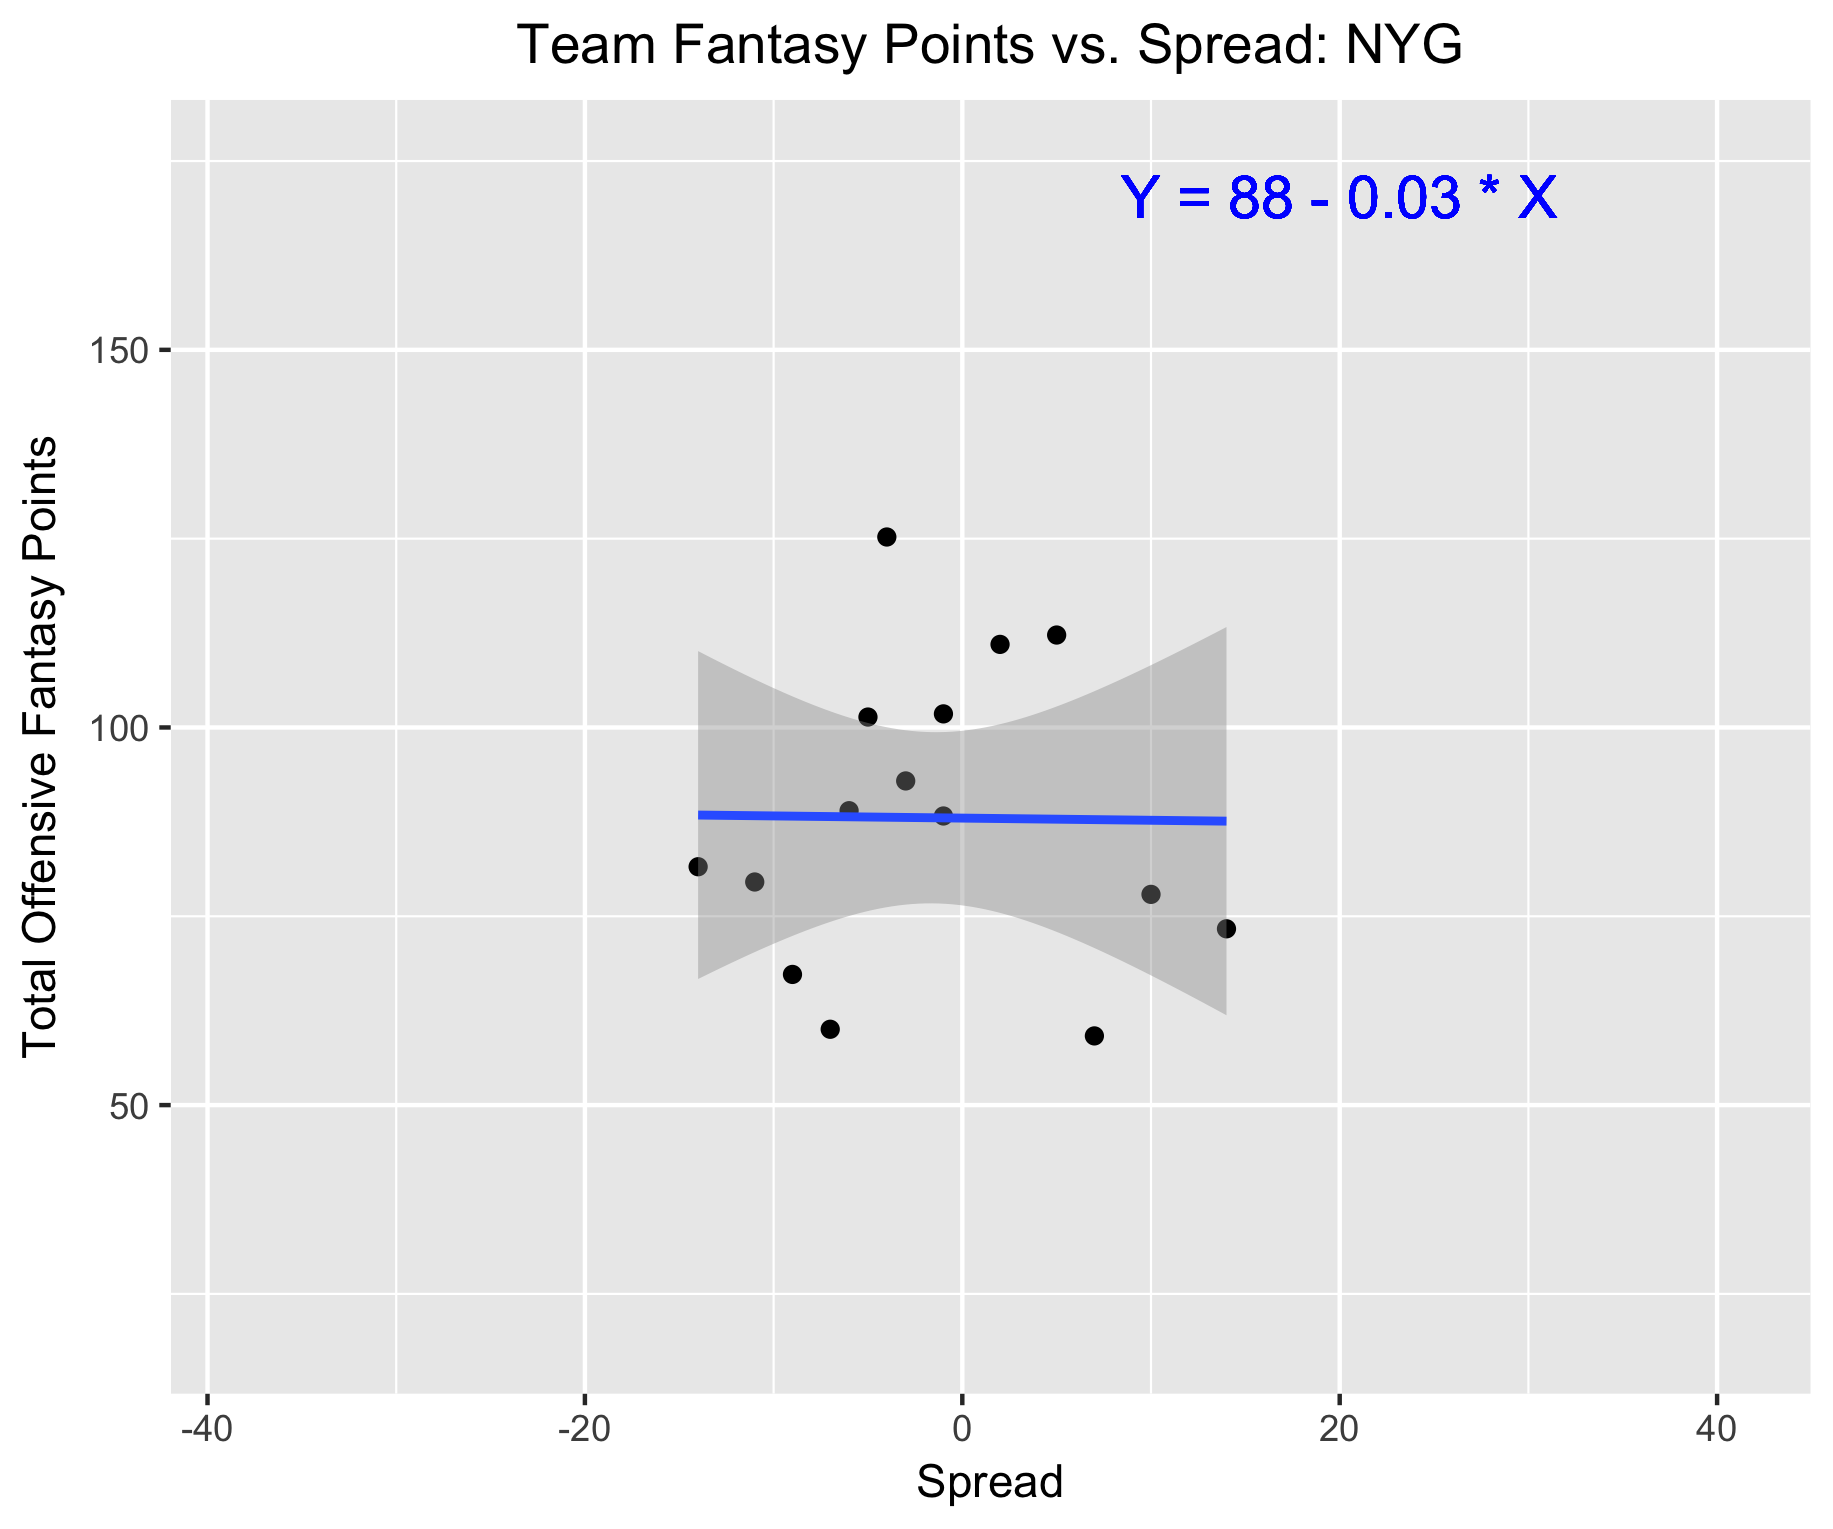 Team Fantasy Points vs. Spread: NYG
Y = 88 - 0.03 * X
Total Offensive Fantasy Points
150
100
50
-40
-20
0
20
40
Spread